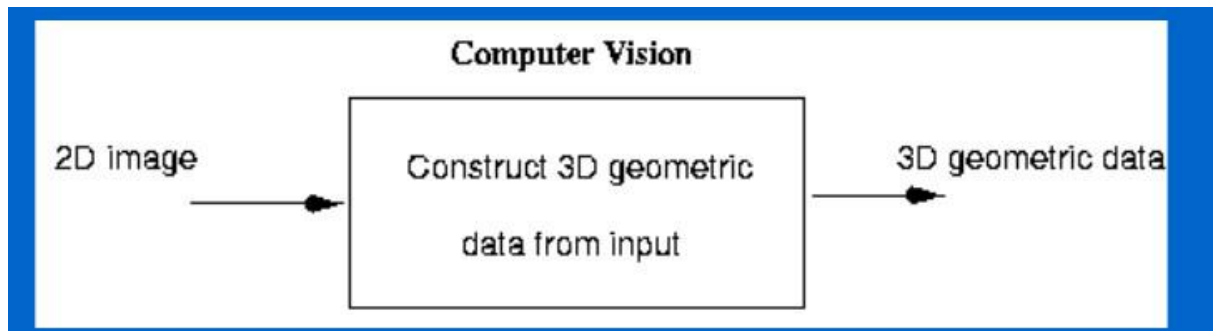 Computer Vision
2D image
Construct 3D geometric
data from input
3D geometric data